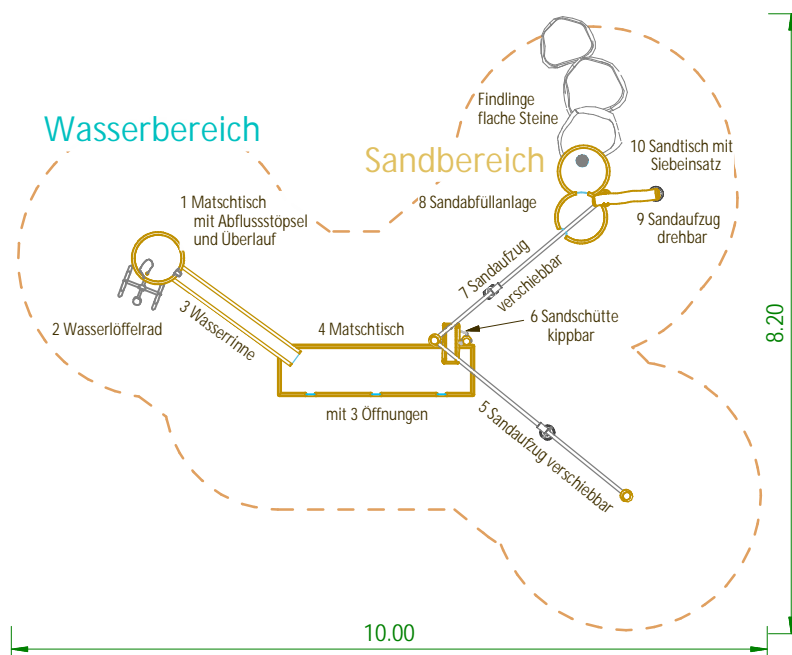 Wasserbereich
Sandbereich
Findlinge
flache Steine
10 Sandtisch mit
Siebeinsatz
8 Sandabfüllanlage
9 Sandaufzug
drehbar
1 Matschtisch
mit Abflussstöpsel
und Überlauf
7 Sandaufzug
verschiebbar
2 Wasserlöffelrad
3 Wasserrinne
4 Matschtisch
6 Sandschütte
kippbar
mit 3 Öffnungen
5 Sandaufzug verschiebbar
8.20
10.00